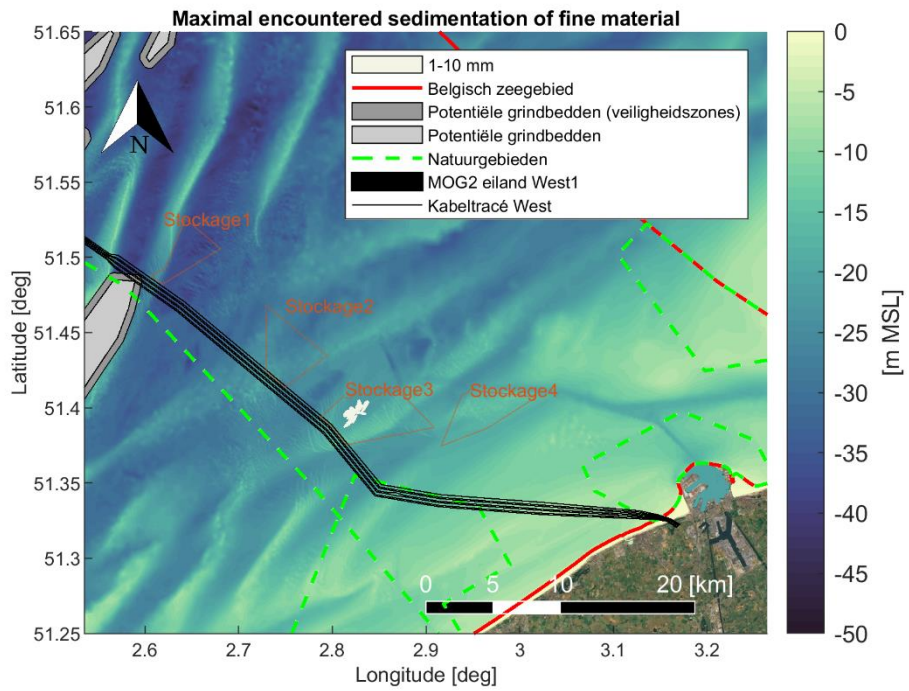 Maximal encountered sedimentation of fine material
51.65
51.6
51.55
51.5
51.45
51.4
51.35
51.3
51.25
Latitude [deg]
N
1-10 mm
Belgisch zeegebied
Potentiële grindbedden (veiligheidszones)
Potentiële grindbedden
Natuurgebieden
MOG2 eiland West1
Kabeltracé West
Stockage1
Stockage2
Stockage3
Stockage4
0 5 10 20 [km]
2.6 2.7 2.8 2.9 3 3.1 3.2
Longitude [deg]
-0
-5
-10
-15
-20
-25
-30
-35
-40
-45
-50
[m MSL]